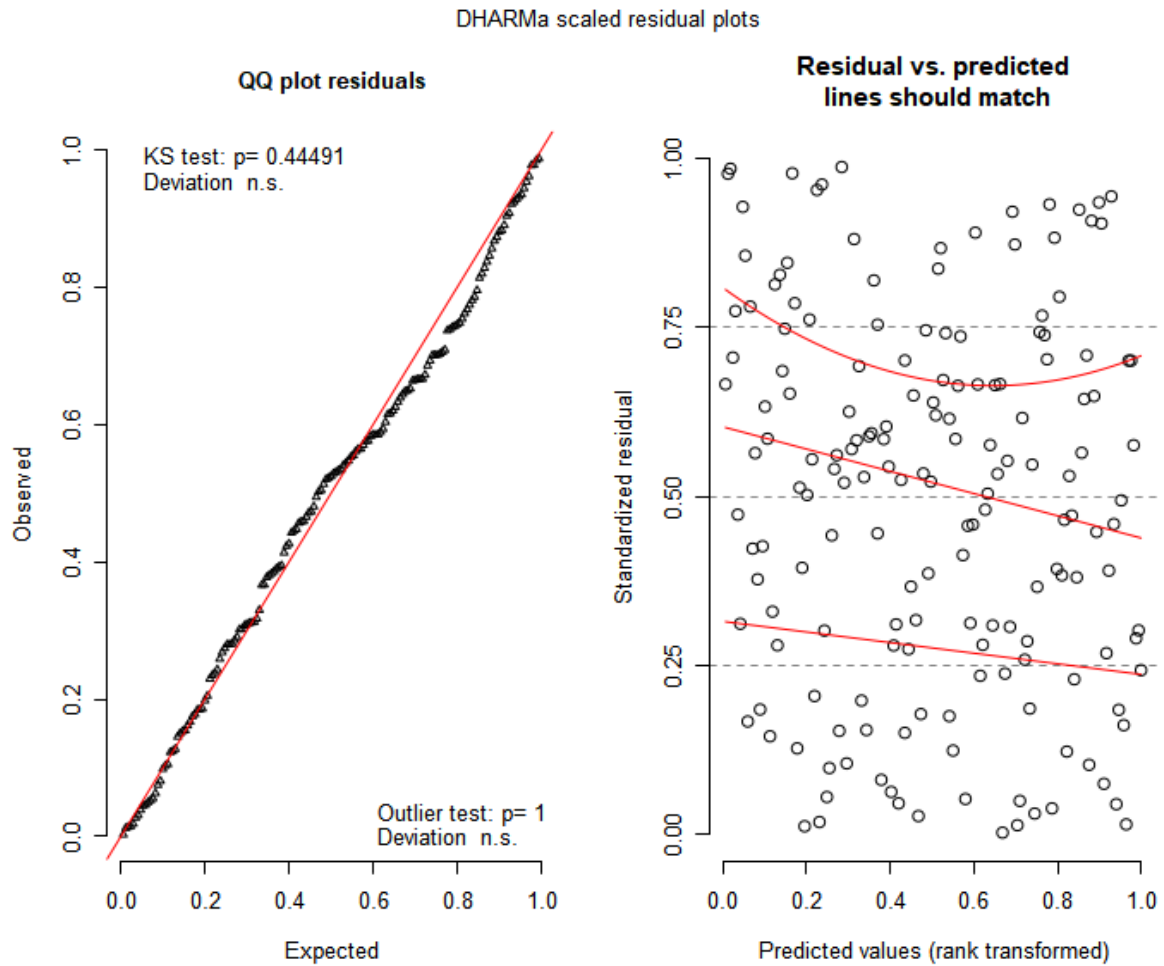 DHARMa scaled residual plots
QQ plot residuals
KS test: p= 0.44491
Deviation n.s.
Outlier test: p= 1
Deviation n.s.
Observed
0.0
0.2
0.4
0.6
0.8
1.0
0.0 0.2 0.4 0.6 0.8 1.0
Expected
Residual vs. predicted
lines should match
Standardized residual
0.00
0.25
0.50
0.75
1.00
0.0 0.2 0.4 0.6 0.8 1.0
Predicted values (rank transformed)